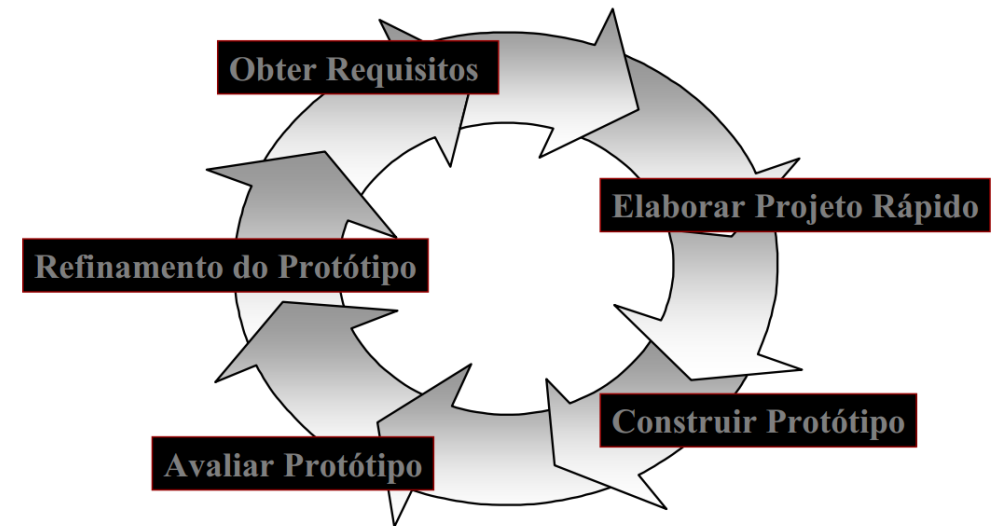 Obter Requisitos
Elaborar Projeto Rápido
Refinamento do Protótipo
Construir Protótipo
Avaliar Protótipo